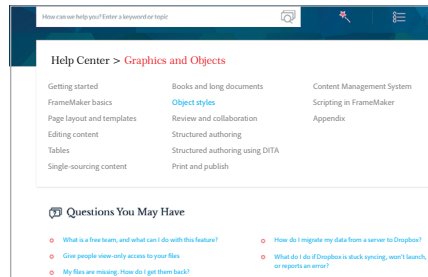 How can we help you? Enter a keyword or topic
Help Center > Graphics and Objects
Getting started
FrameMaker basics
Page layout and templates
Editing content
Tables
Single-sourcing content
Books and long documents
Object styles
Review and collaboration
Structured authoring
Structured authoring using DITA
Print and publish
Content Management System
Scripting in FrameMaker
Appendix
Questions You May Have
What is a free team, and what can I do with this feature?
Give people view-only access to your files
My files are missing. How do I get them back?
How do I migrate my data from a server to Dropbox?
What do I do if Dropbox is stuck syncing, won't launch,
or reports an error?